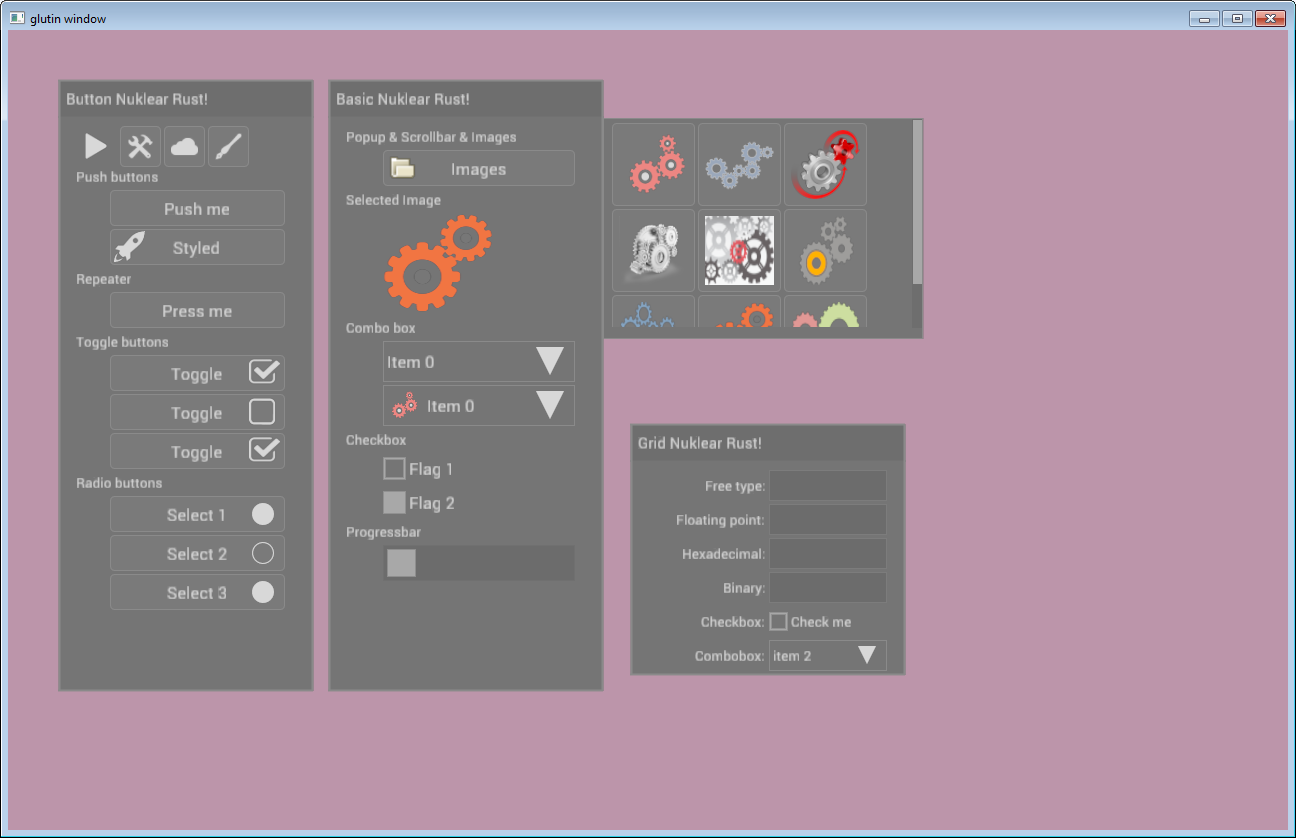 glutin window
Button Nuklear Rust!
Push buttons
Push me
Styled
Repeater
Press me
Toggle buttons
Toggle
Toggle
Toggle
Radio buttons
Select 1
Select 2
Select 3
Basic Nuklear Rust!
Popup & Scrollbar & Images
Images
Selected Image
Combo box
Item 0
Item 0
Checkbox
Flag 1
Flag 2
Progressbar
Grid Nuklear Rust!
Free type:
Floating point:
Hexadecimal:
Binary:
Checkbox: Check me
Combobox: item 2